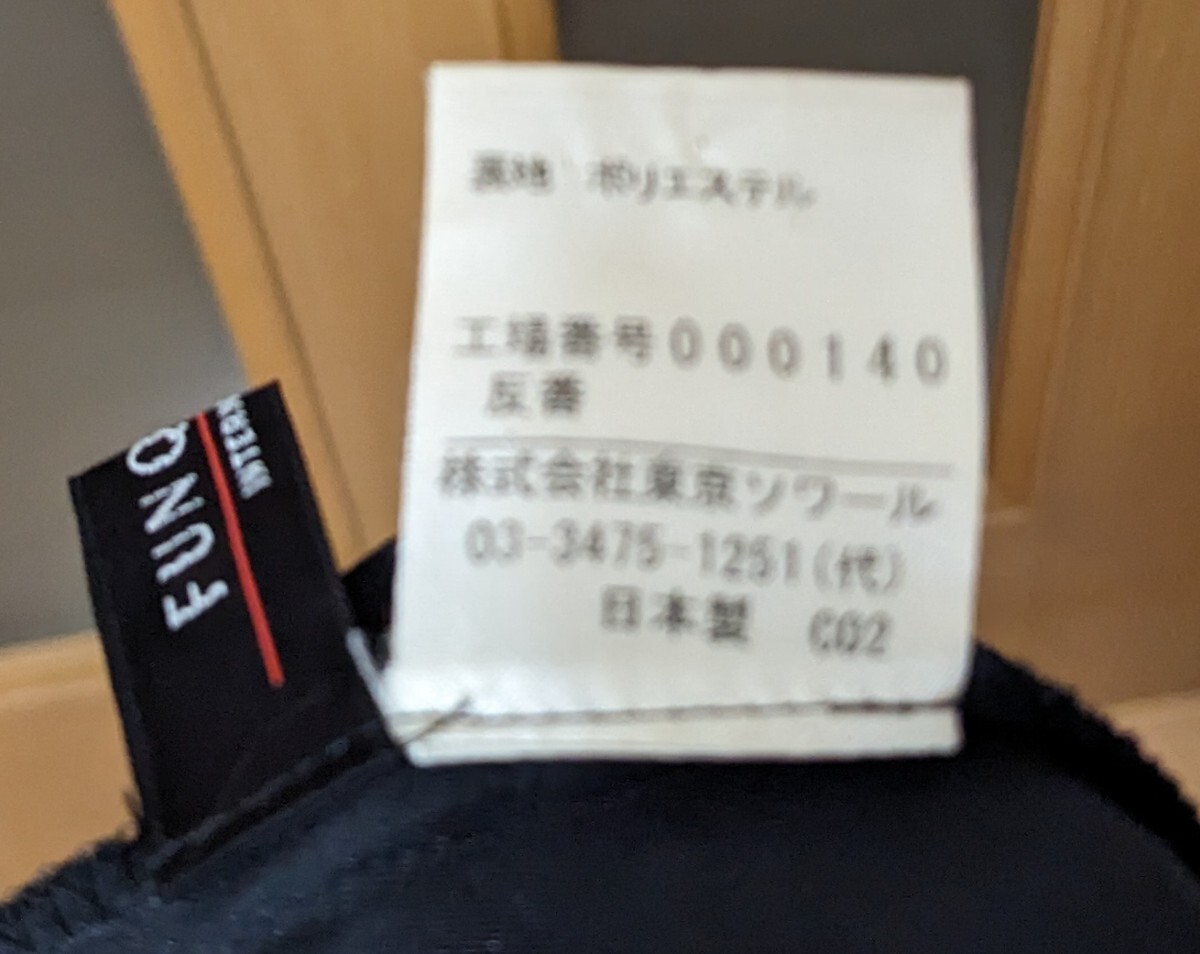 裏地 ポリエステル
工場番号000140
反番
株式会社東京ソワール
03-3475-1251(代)
日本製 C02
FUNQ
INTERN